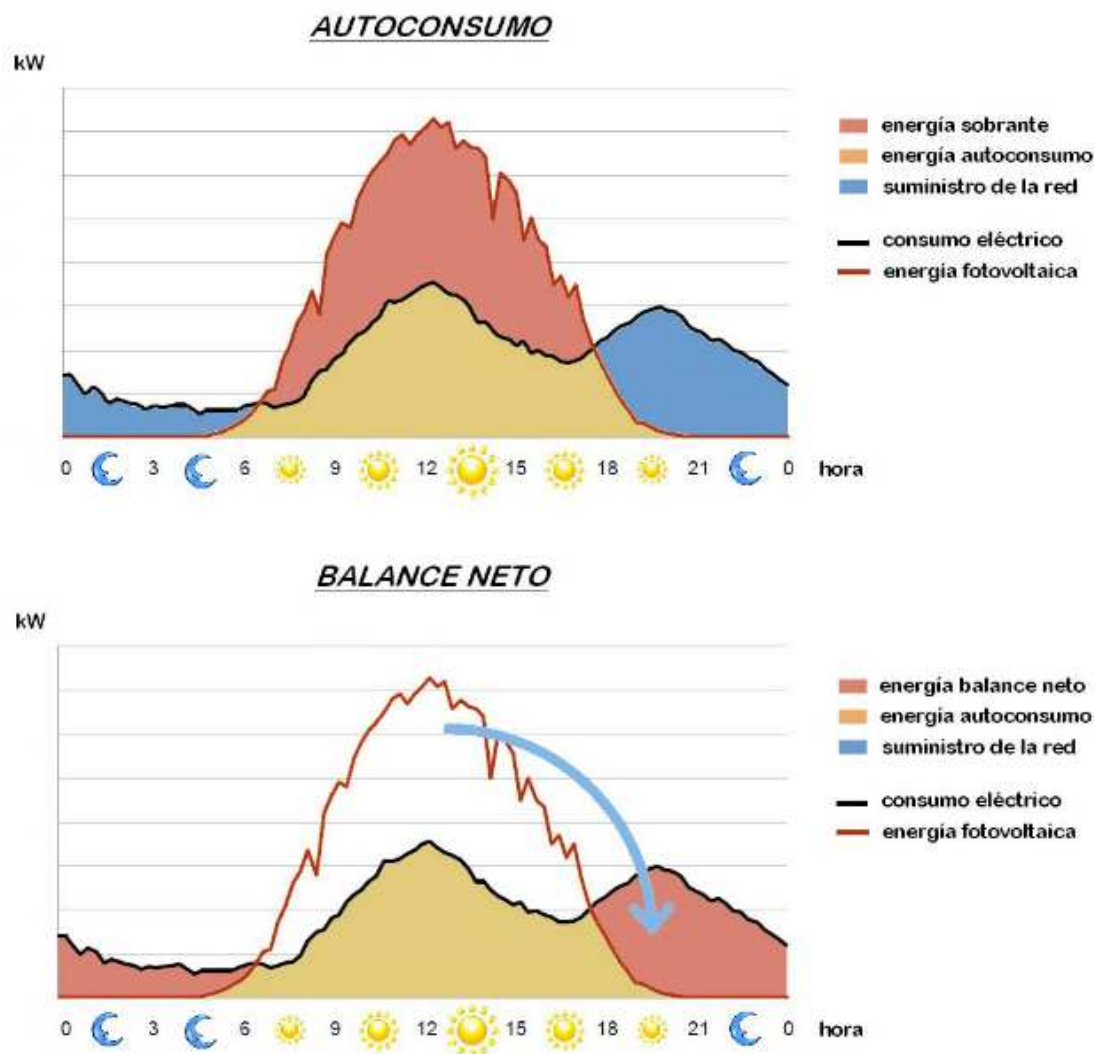 AUTOCONSUMO
kW
energía sobrante
energía autoconsumo
suministro de la red
consumo eléctrico
energía fotovoltaica
0 3 6 9 12 15 18 21 0 hora
BALANCE NETO
kW
energía balance neto
energía autoconsumo
suministro de la red
consumo eléctrico
energía fotovoltaica
0 3 6 9 12 15 18 21 0 hora